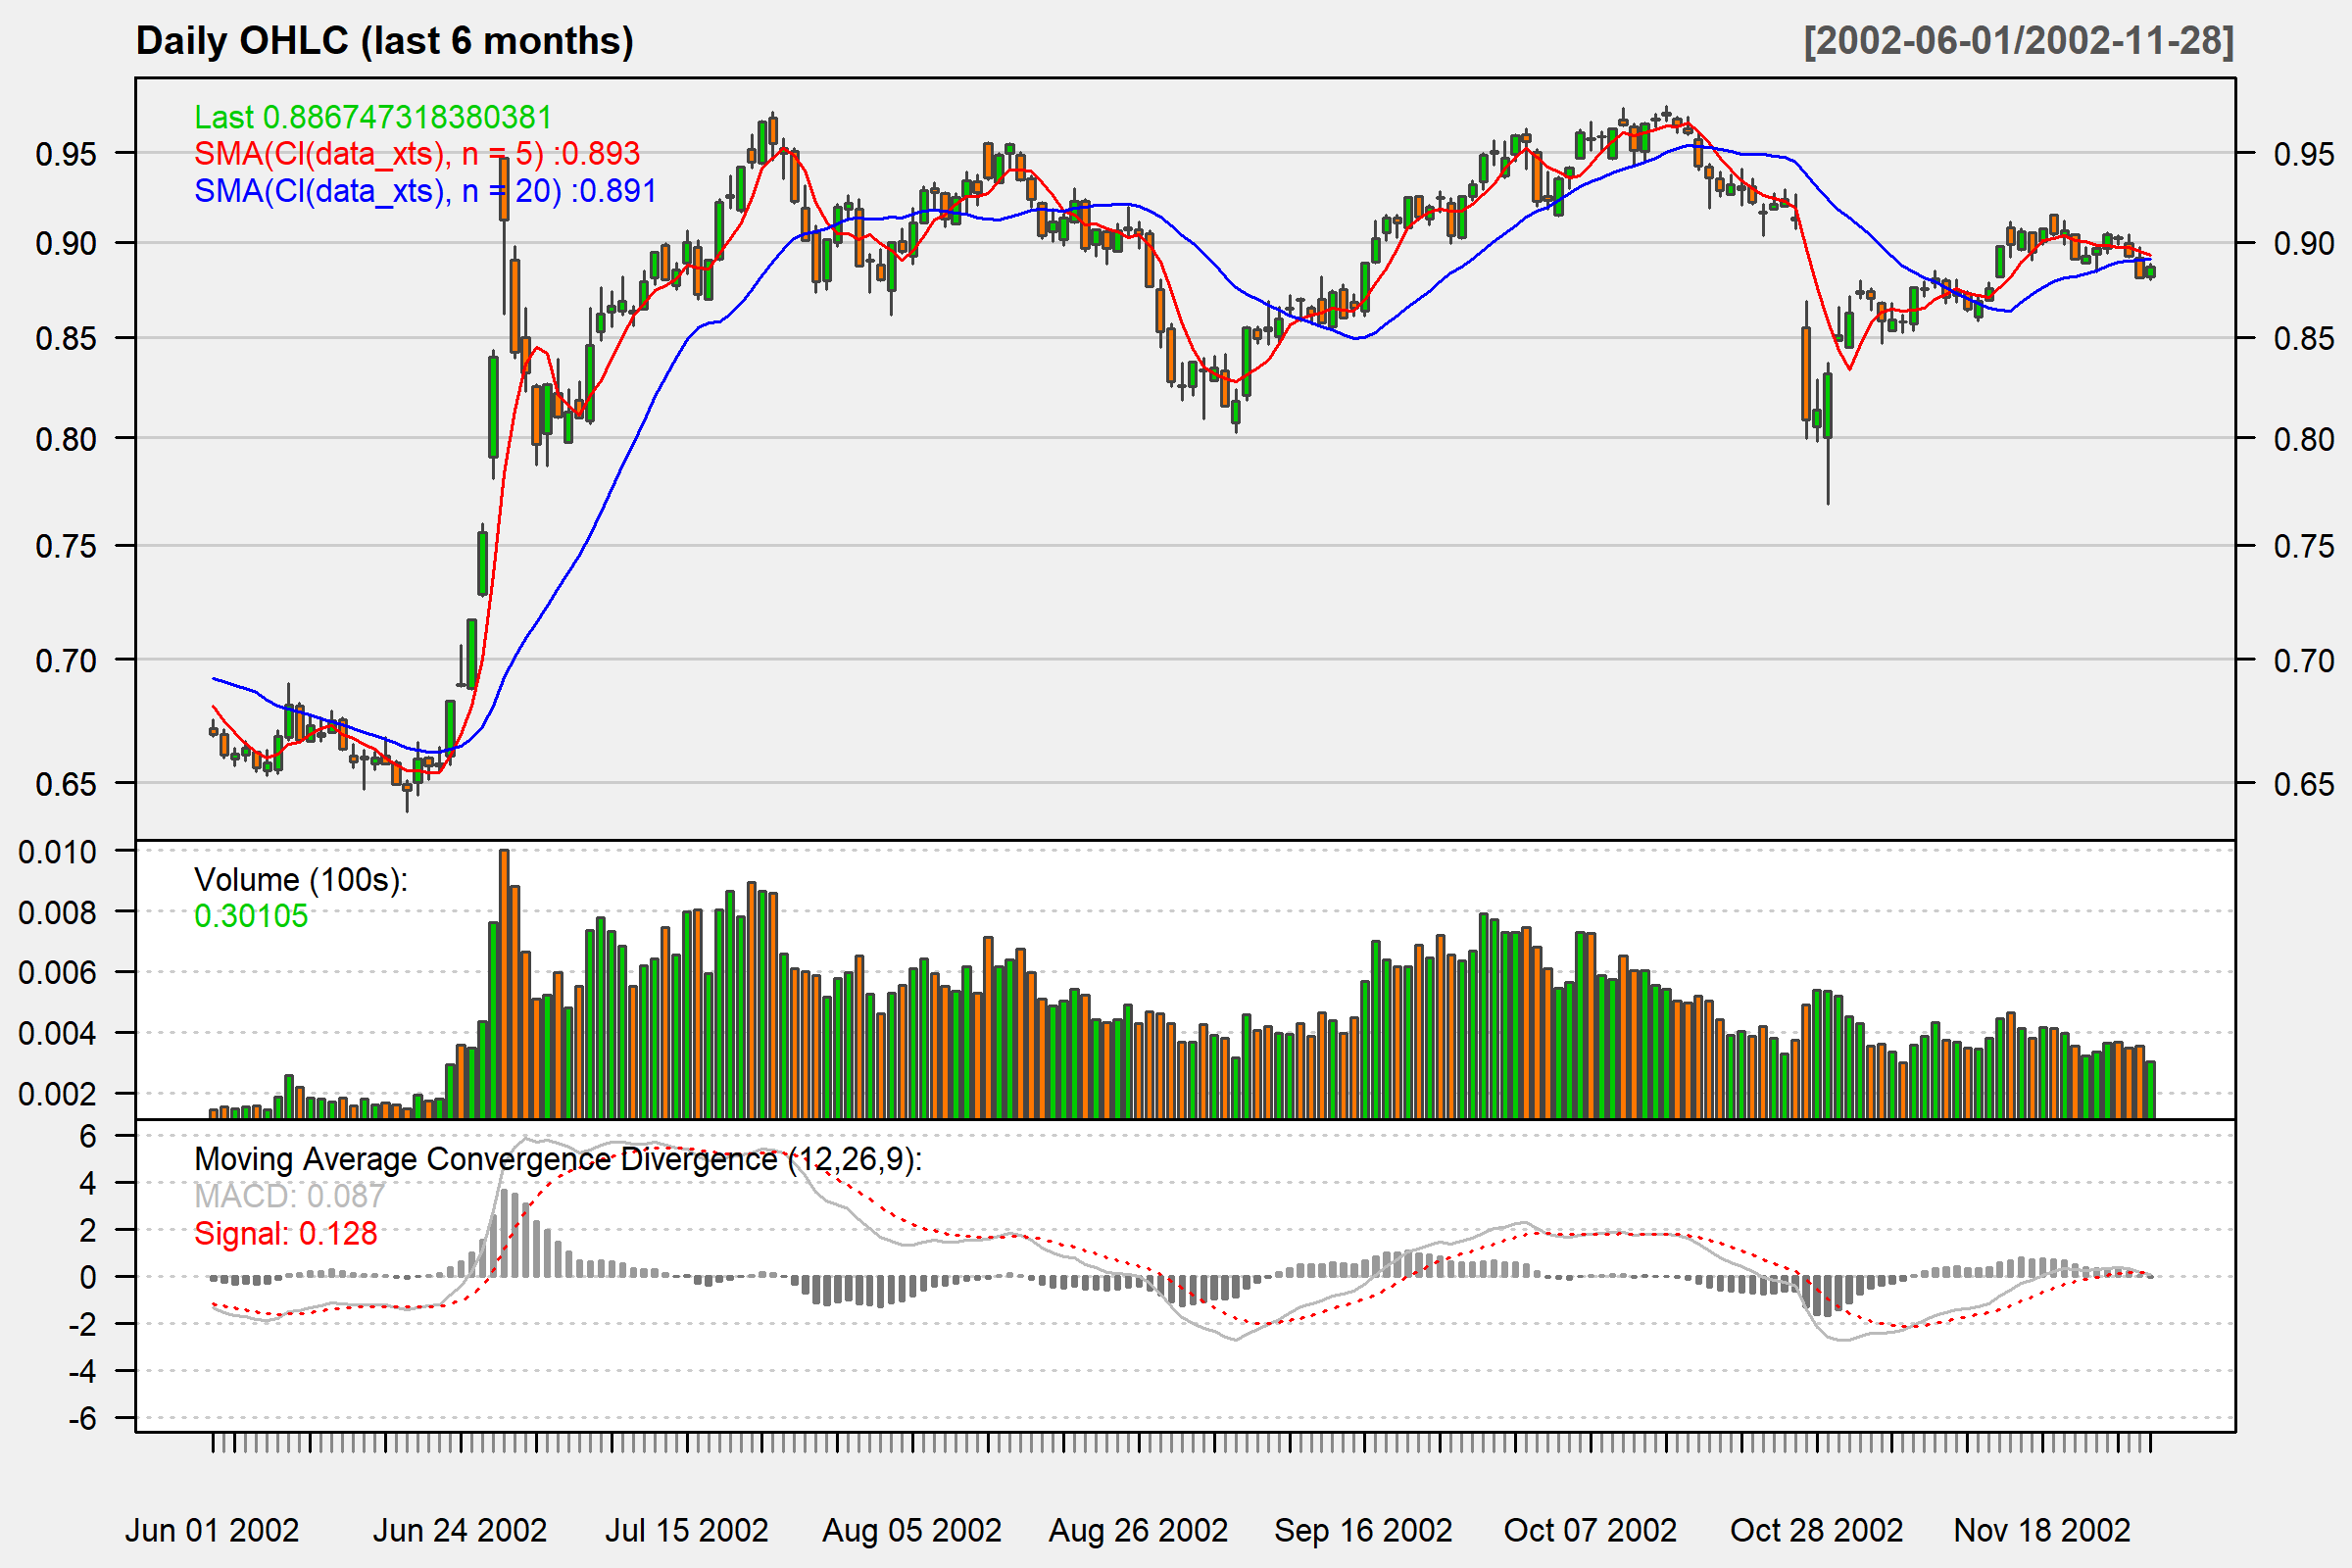 Daily OHLC (last 6 months) [2002-06-01/2002-11-28]
Last 0.886747318380381
SMA(Cl(data_xts), n = 5) :0.893
SMA(Cl(data_xts), n = 20) :0.891
0.95 0.95
0.90 0.90
0.85 0.85
0.80 0.80
0.75 0.75
0.70 0.70
0.65 0.65
0.010
Volume (100s):
0.30105
0.008
0.006
0.004
0.002
6
Moving Average Convergence Divergence (12,26,9):
MACD: 0.087
Signal: 0.128
4
2
0
-2
-4
-6
Jun 01 2002 Jun 24 2002 Jul 15 2002 Aug 05 2002 Aug 26 2002 Sep 16 2002 Oct 07 2002 Oct 28 2002 Nov 18 2002